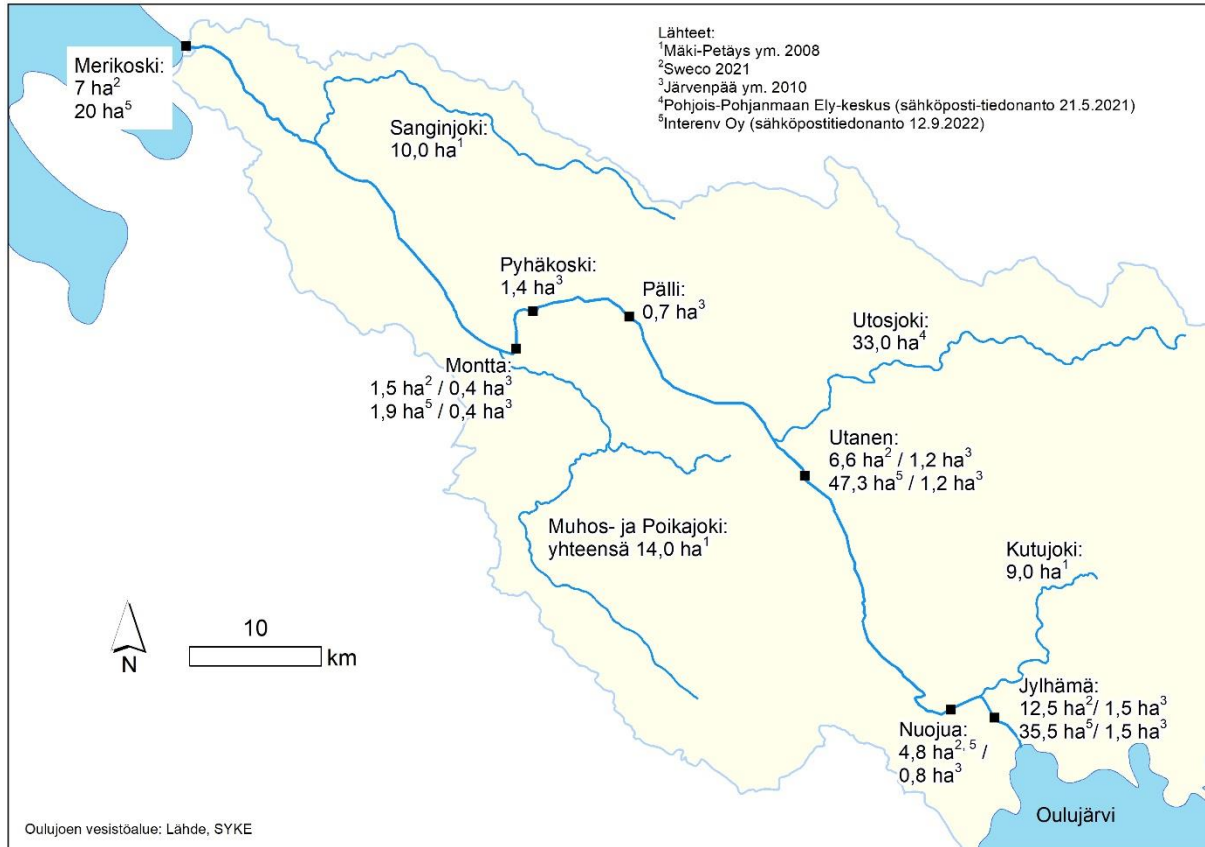 Merikoski:
7 ha²
20 ha⁵
Lähteet:
¹Mäki-Petäys ym. 2008
²Sweco 2021
³Järvenpää ym. 2010
⁴Pohjois-Pohjanmaan Ely-keskus (sähköposti-tiedonanto 21.5.2021)
⁵Interenv Oy (sähköpostitiedonanto 12.9.2022)
Sanginjoki:
10,0 ha¹
Pyhäkoski:
1,4 ha³
Pälli:
0,7 ha³
Utosjoki:
33,0 ha⁴
Montta:
1,5 ha² / 0,4 ha³
1,9 ha⁵ / 0,4 ha³
Utanen:
6,6 ha² / 1,2 ha³
47,3 ha⁵ / 1,2 ha³
Muhos- ja Poikajoki:
yhteensä 14,0 ha¹
Kutujoki:
9,0 ha¹
10
km
N
Jylhämä:
12,5 ha²/ 1,5 ha³
35,5 ha⁵/ 1,5 ha³
Nuojua:
4,8 ha²,⁵ /
0,8 ha³
Oulujärvi
Oulujoen vesistöalue: Lähde, SYKE